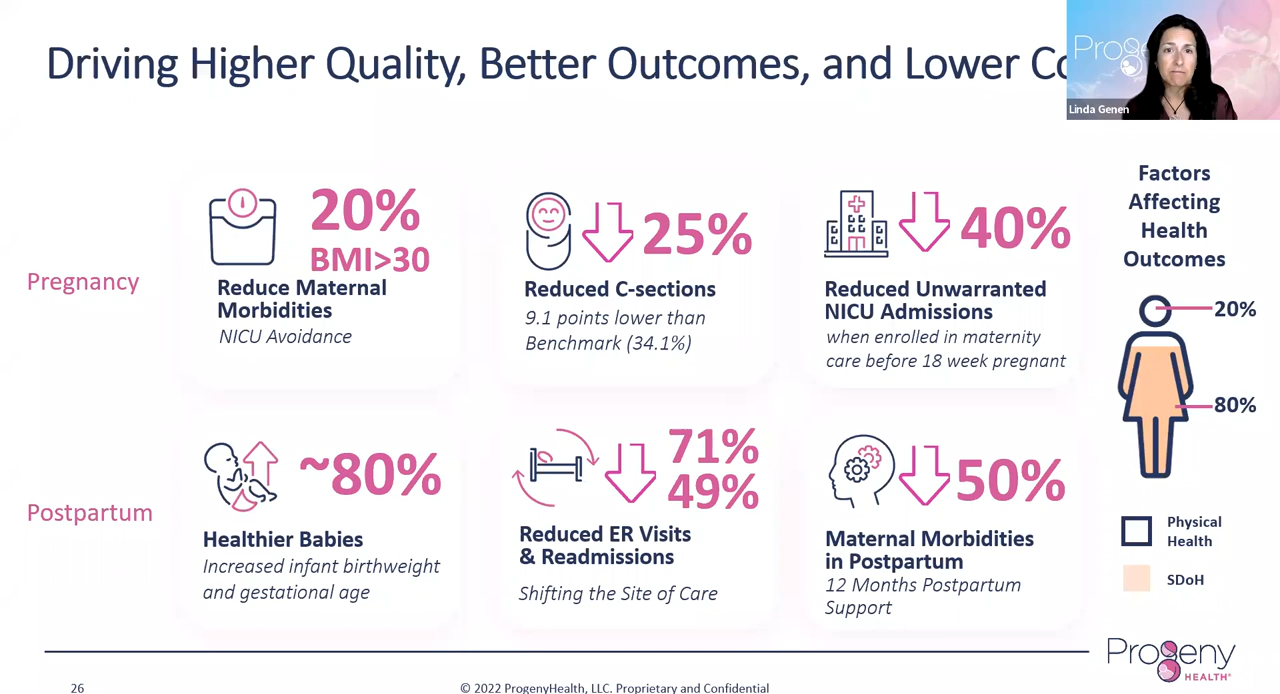 Driving Higher Quality, Better Outcomes, and Lower
Linda Genen
Pregnancy
20%
BMI>30
Reduce Maternal
Morbidities
NICU Avoidance
25%
Reduced C-sections
9.1 points lower than
Benchmark (34.1%)
40%
Reduced Unwarranted
NICU Admissions
when enrolled in maternity
care before 18 week pregnant
Postpartum
~80%
Healthier Babies
Increased infant birthweight
and gestational age
71%
49%
Reduced ER Visits
& Readmissions
Shifting the Site of Care
50%
Maternal Morbidities
in Postpartum
12 Months Postpartum
Support
Factors
Affecting
Health
Outcomes
20%
80%
Physical
Health
SDoH
Progeny
HEALTH®
26
© 2022 ProgenyHealth, LLC. Proprietary and Confidential